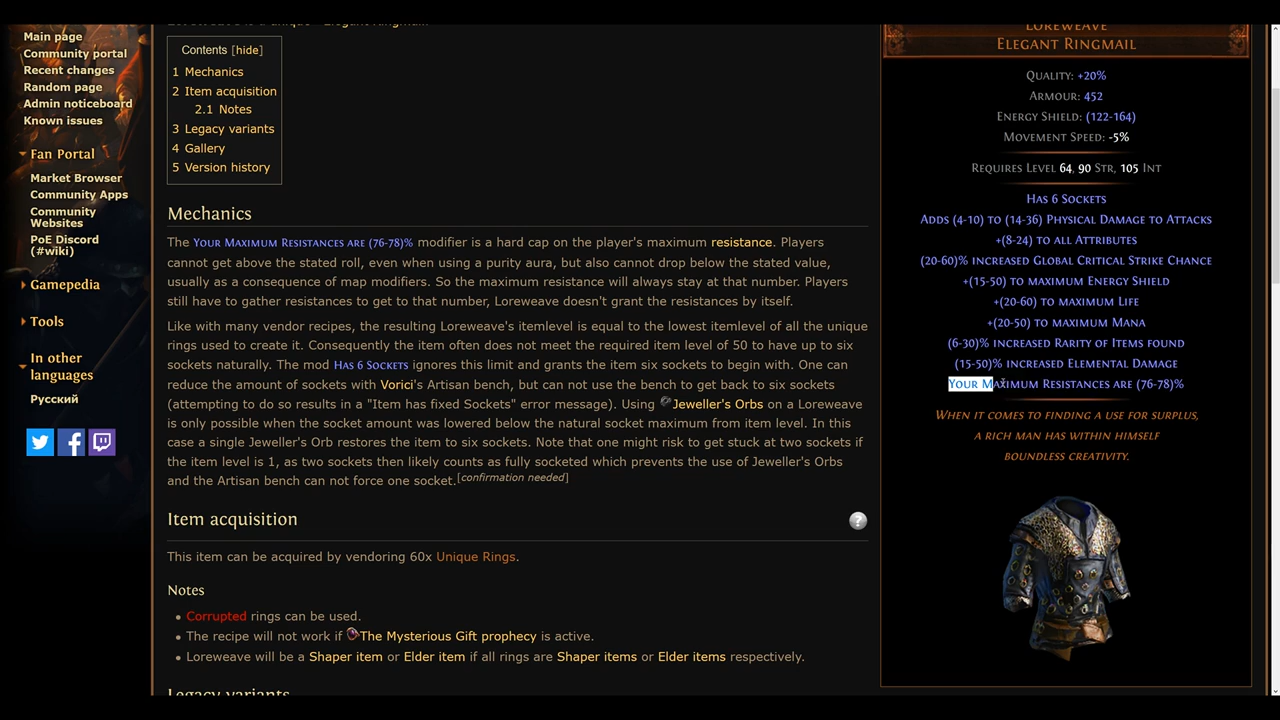 Main page
Community portal
Recent changes
Random page
Admin noticeboard
Known issues
Fan Portal
Market Browser
Community Apps
Community
Websites
PoE Discord
(#wiki)
Gamepedia
Tools
In other
languages
Русский
Contents [hide]
1 Mechanics
2 Item acquisition
2.1 Notes
3 Legacy variants
4 Gallery
5 Version history
Mechanics
The Your Maximum Resistances are (76-78)% modifier is a hard cap on the player's maximum resistance. Players
cannot get above the stated roll, even when using a purity aura, but also cannot drop below the stated value,
usually as a consequence of map modifiers. So the maximum resistance will always stay at that number. Players
still have to gather resistances to get to that number, Loreweave doesn't grant the resistances by itself.
Like with many vendor recipes, the resulting Loreweave's itemlevel is equal to the lowest itemlevel of all the unique
rings used to create it. Consequently the item often does not meet the required item level of 50 to have up to six
sockets naturally. The mod Has 6 Sockets ignores this limit and grants the item six sockets to begin with. One can
reduce the amount of sockets with Vorici's Artisan bench, but can not use the bench to get back to six sockets
(attempting to do so results in a "Item has fixed Sockets" error message). Using Jeweller's Orbs on a Loreweave
is only possible when the socket amount was lowered below the natural socket maximum from item level. In this
case a single Jeweller's Orb restores the item to six sockets. Note that one might risk to get stuck at two sockets if
the item level is 1, as two sockets then likely counts as fully socketed which prevents the use of Jeweller's Orbs
and the Artisan bench can not force one socket.[confirmation needed]
Item acquisition
?
This item can be acquired by vendoring 60x Unique Rings.
Notes
• Corrupted rings can be used.
• The recipe will not work if The Mysterious Gift prophecy is active.
• Loreweave will be a Shaper item or Elder item if all rings are Shaper items or Elder items respectively.
Legacy variants
Loreweave
Elegant Ringmail
Quality: +20%
Armour: 452
Energy Shield: (122-164)
Movement Speed: -5%
Requires Level 64, 90 Str, 105 Int
Has 6 Sockets
Adds (4-10) to (14-36) Physical Damage to Attacks
+(8-24) to all Attributes
(20-60)% increased Global Critical Strike Chance
+(15-50) to maximum Energy Shield
+(20-60) to maximum Life
+(20-50) to maximum Mana
(6-30)% increased Rarity of Items found
(15-50)% increased Elemental Damage
Your Maximum Resistances are (76-78)%
When it comes to finding a use for surplus,
a rich man has within himself
boundless creativity.